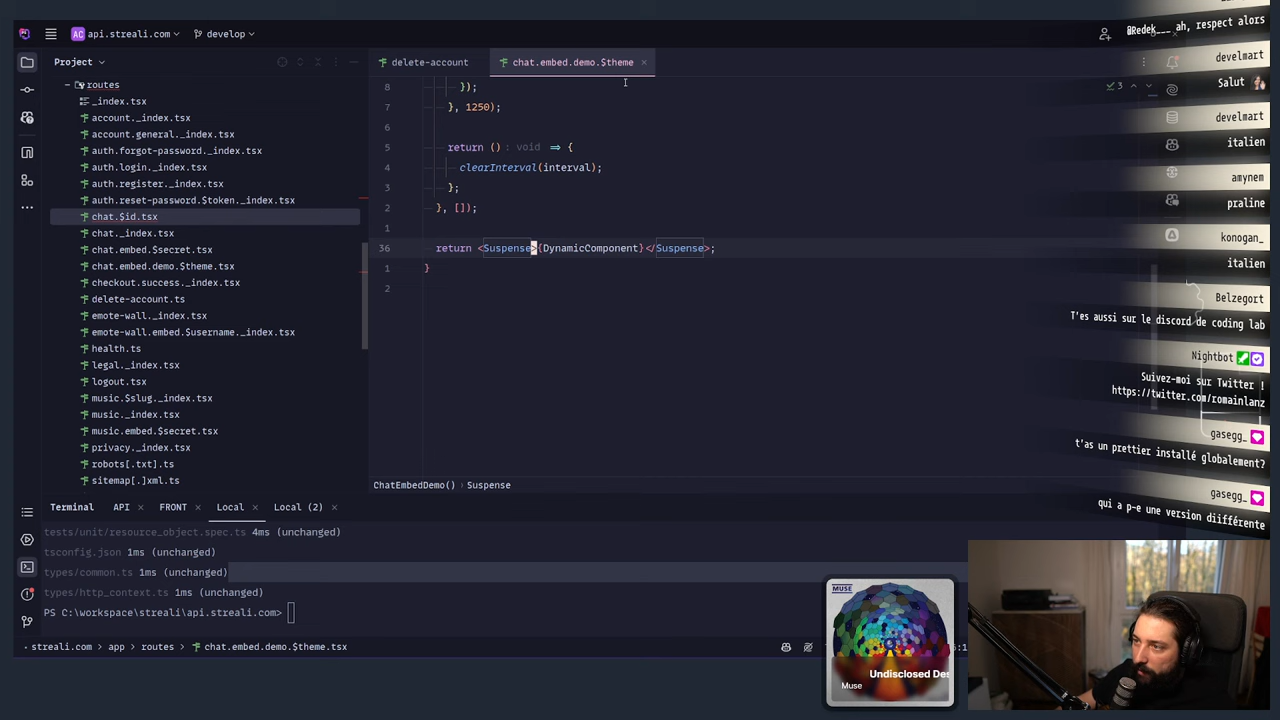 api.streali.com
develop
Project
routes
_index.tsx
account._index.tsx
account.general._index.tsx
auth.forgot-password._index.tsx
auth.login._index.tsx
auth.register._index.tsx
auth.reset-password.$token._index.tsx
chat.$id.tsx
chat._index.tsx
chat.embed.$secret.tsx
chat.embed.demo.$theme.tsx
checkout.success._index.tsx
delete-account.ts
emote-wall._index.tsx
emote-wall.embed.$username._index.tsx
health.ts
legal._index.tsx
logout.tsx
music.$slug._index.tsx
music._index.tsx
music.embed.$secret.tsx
privacy._index.tsx
robots[.txt].ts
sitemap[.]xml.ts
delete-account
chat.embed.demo.$theme
3
8 });
7 }, 1250);
6
5 return () : void => {
4 clearInterval(interval);
3 };
2 }, []);
1
36 return <Suspense>{DynamicComponent}</Suspense>;
1 }
2
ChatEmbedDemo() › Suspense
Terminal
API
FRONT
Local
Local (2)
tests/unit/resource_object.spec.ts 4ms (unchanged)
tsconfig.json 1ms (unchanged)
types/common.ts 1ms (unchanged)
types/http_context.ts 1ms (unchanged)
PS C:\workspace\streali\api.streali.com>
streali.com › app › routes › chat.embed.demo.$theme.tsx
@Redek___ ah, respect alors
develmart
Salut
develmart
italien
amynem
praline
konogan_
italien
Belzegort
T'es aussi sur le discord de coding lab
Nightbot
Suivez-moi sur Twitter !
https://twitter.com/romainlanz
gasegg_
t'as un prettier installé globalement?
gasegg_
qui a p-e une version diifférente
MUSE
Undisclosed Des
Muse